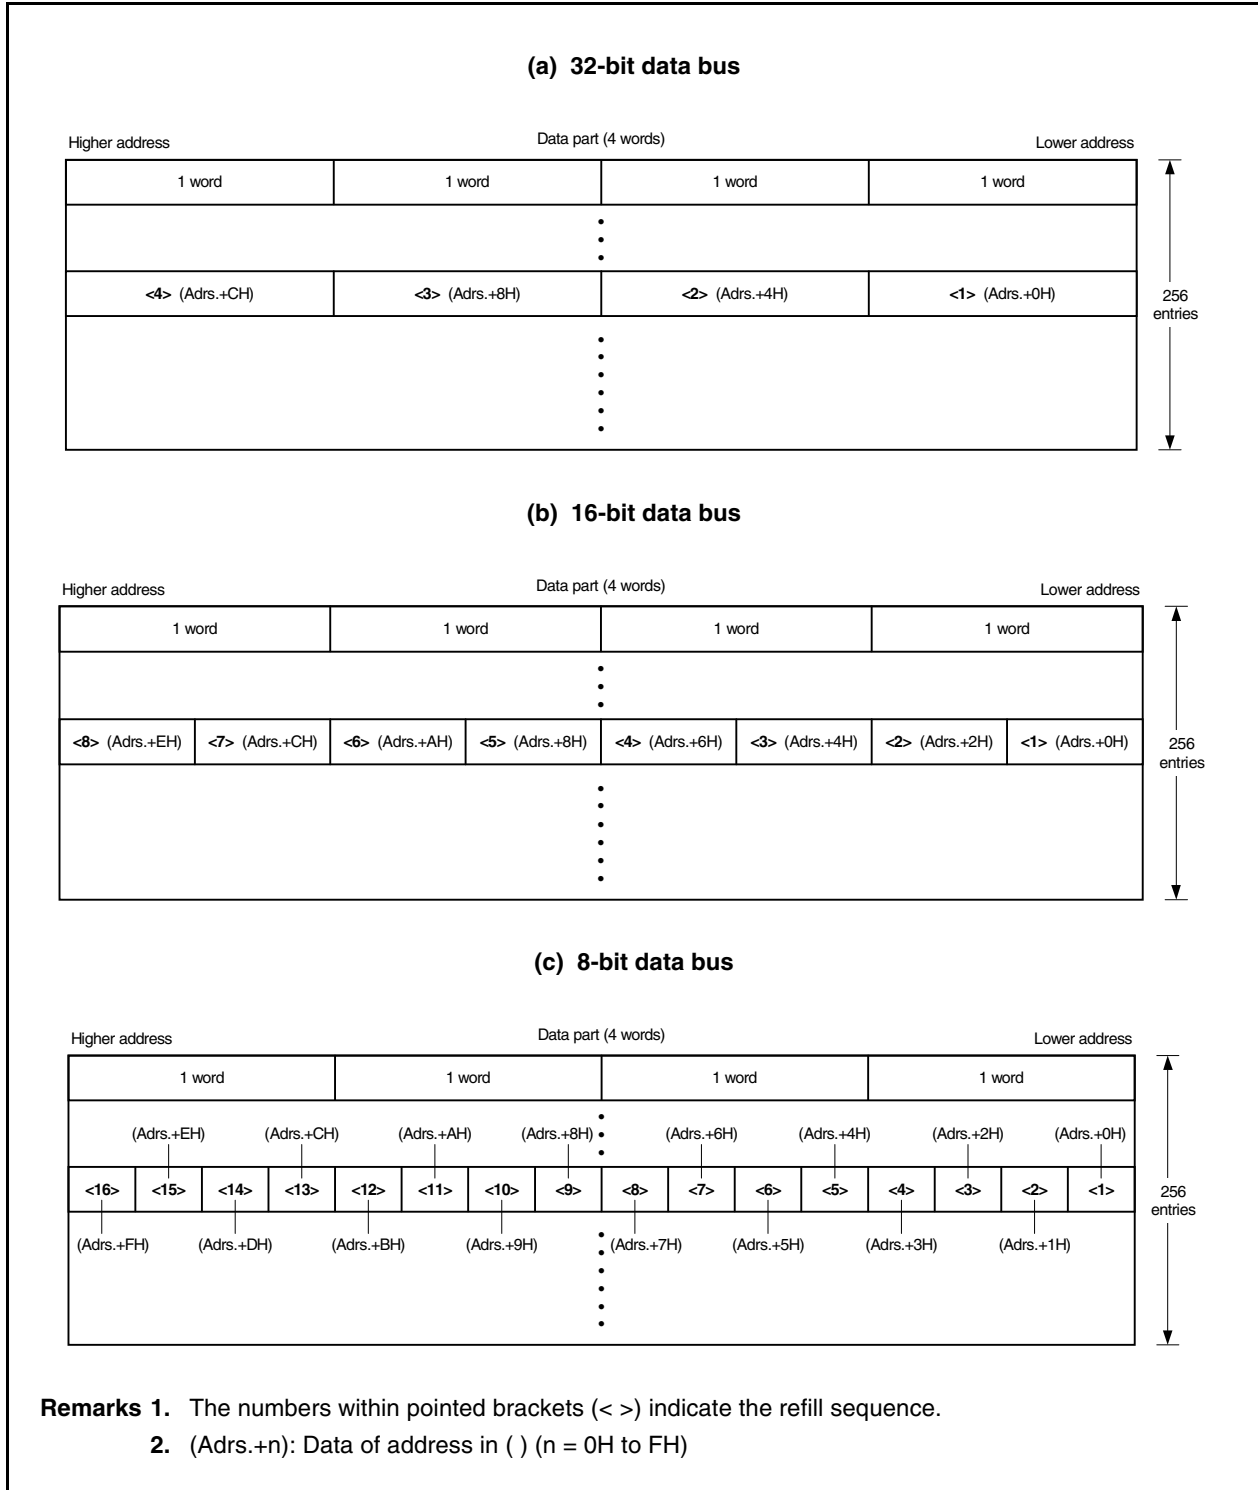 (a) 32-bit data bus
Higher address Data part (4 words) Lower address
1 word 1 word 1 word 1 word
<4> (Adrs.+CH) <3> (Adrs.+8H) <2> (Adrs.+4H) <1> (Adrs.+0H)
256
entries
(b) 16-bit data bus
Higher address Data part (4 words) Lower address
1 word 1 word 1 word 1 word
<8> (Adrs.+EH) <7> (Adrs.+CH) <6> (Adrs.+AH) <5> (Adrs.+8H) <4> (Adrs.+6H) <3> (Adrs.+4H) <2> (Adrs.+2H) <1> (Adrs.+0H)
256
entries
(c) 8-bit data bus
Higher address Data part (4 words) Lower address
1 word 1 word 1 word 1 word
(Adrs.+EH) (Adrs.+CH) (Adrs.+AH) (Adrs.+8H) (Adrs.+6H) (Adrs.+4H) (Adrs.+2H) (Adrs.+0H)
<16> <15> <14> <13> <12> <11> <10> <9> <8> <7> <6> <5> <4> <3> <2> <1>
256
entries
(Adrs.+FH) (Adrs.+DH) (Adrs.+BH) (Adrs.+9H) (Adrs.+7H) (Adrs.+5H) (Adrs.+3H) (Adrs.+1H)
Remarks 1. The numbers within pointed brackets (< >) indicate the refill sequence.
2. (Adrs.+n): Data of address in ( ) (n = 0H to FH)